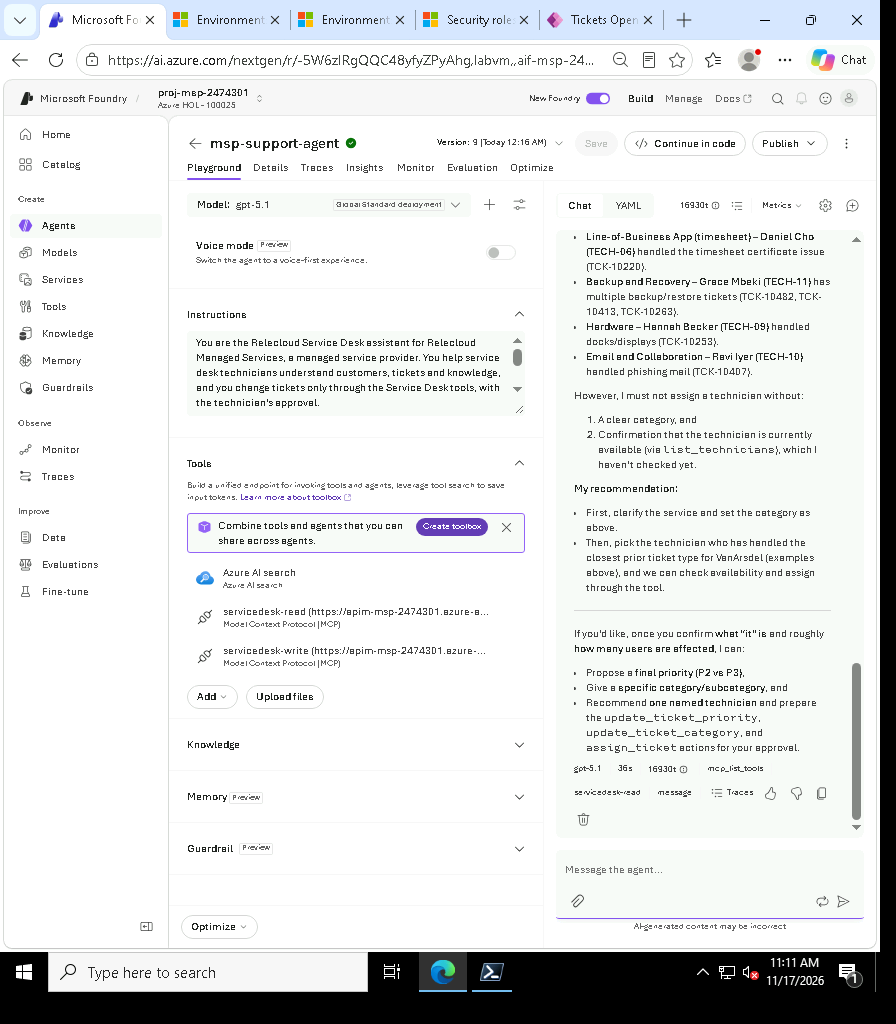 Microsoft Fou
Environment
Environment
Security role
Tickets Open
https://ai.azure.com/nextgen/r/-5W6zlRgQQC48yfyZPyAhg,labvm,,aif-msp-24...
Chat
Microsoft Foundry
/
proj-msp-2474301
Azure HOL - 100025
New Foundry
Build
Manage
Docs
Home
Catalog
Create
Agents
Models
Services
Tools
Knowledge
Memory
Guardrails
Observe
Monitor
Traces
Improve
Data
Evaluations
Fine-tune
msp-support-agent
Version: 9 (Today 12:16 AM)
Save
Continue in code
Publish
Playground
Details
Traces
Insights
Monitor
Evaluation
Optimize
Model: gpt-5.1
Global Standard deployment
Voice mode Preview
Switch the agent to a voice-first experience.
Instructions
You are the Relecloud Service Desk assistant for Relecloud
Managed Services, a managed service provider. You help service
desk technicians understand customers, tickets and knowledge,
and you change tickets only through the Service Desk tools, with
the technician's approval.
Tools
Build a unified endpoint for invoking tools and agents, leverage tool search to save
input tokens. Learn more about toolbox
Combine tools and agents that you can
share across agents.
Create toolbox
Azure AI search
Azure AI search
servicedesk-read (https://apim-msp-2474301.azure-a...
Model Context Protocol (MCP)
servicedesk-write (https://apim-msp-2474301.azure-...
Model Context Protocol (MCP)
Add
Upload files
Knowledge
Memory Preview
Guardrail Preview
Optimize
Chat
YAML
16930t
Metrics
• Line-of-Business App (timesheet) – Daniel Cho
(TECH-06) handled the timesheet certificate issue
(TCK-10220).
• Backup and Recovery – Grace Mbeki (TECH-11) has
multiple backup/restore tickets (TCK-10482, TCK-
10413, TCK-10263).
• Hardware – Hannah Becker (TECH-09) handled
docks/displays (TCK-10253).
• Email and Collaboration – Ravi Iyer (TECH-10)
handled phishing mail (TCK-10407).
However, I must not assign a technician without:
1. A clear category, and
2. Confirmation that the technician is currently
available (via list_technicians), which I
haven't checked yet.
My recommendation:
• First, clarify the service and set the category as
above.
• Then, pick the technician who has handled the
closest prior ticket type for VanArsdel (examples
above), and we can check availability and assign
through the tool.
If you'd like, once you confirm what "it" is and roughly
how many users are affected, I can:
• Propose a final priority (P2 vs P3),
• Give a specific category/subcategory, and
• Recommend one named technician and prepare
the update_ticket_priority,
update_ticket_category, and
assign_ticket actions for your approval.
gpt-5.1
36s
16930t
mcp_list_tools
servicedesk-read
message
Traces
Message the agent...
AI-generated content may be incorrect
Type here to search
11:11 AM
11/17/2026
1